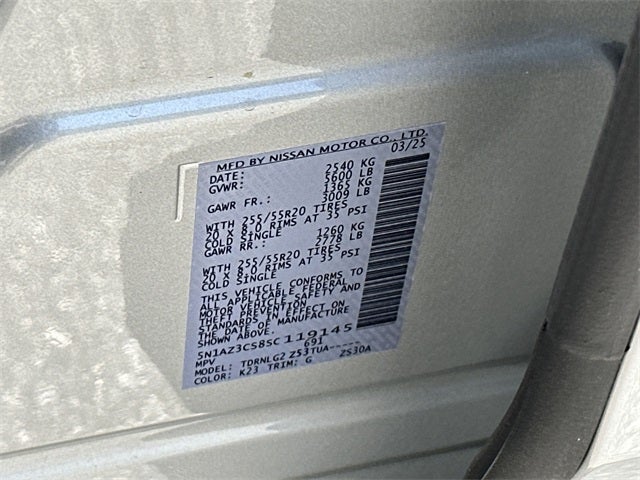 MFD BY NISSAN MOTOR CO., LTD.
DATE: 03/25
GVWR: 2540 KG
5600 LB
GAWR FR.: 1365 KG
3009 LB
WITH 255/55R20 TIRES
20 X 8.0 RIMS AT 35 PSI
COLD SINGLE
GAWR RR.: 1260 KG
2778 LB
WITH 255/55R20 TIRES
20 X 8.0 RIMS AT 35 PSI
COLD SINGLE
THIS VEHICLE CONFORMS TO
ALL APPLICABLE FEDERAL
MOTOR VEHICLE SAFETY AND
THEFT PREVENTION
STANDARDS IN EFFECT ON
THE DATE OF MANUFACTURE
SHOWN ABOVE.
5N1AZ3CS8SC119145
MPV 691
MODEL: TDRNLG2 Z53TUA-----
COLOR: K23 TRIM: G ZS30A